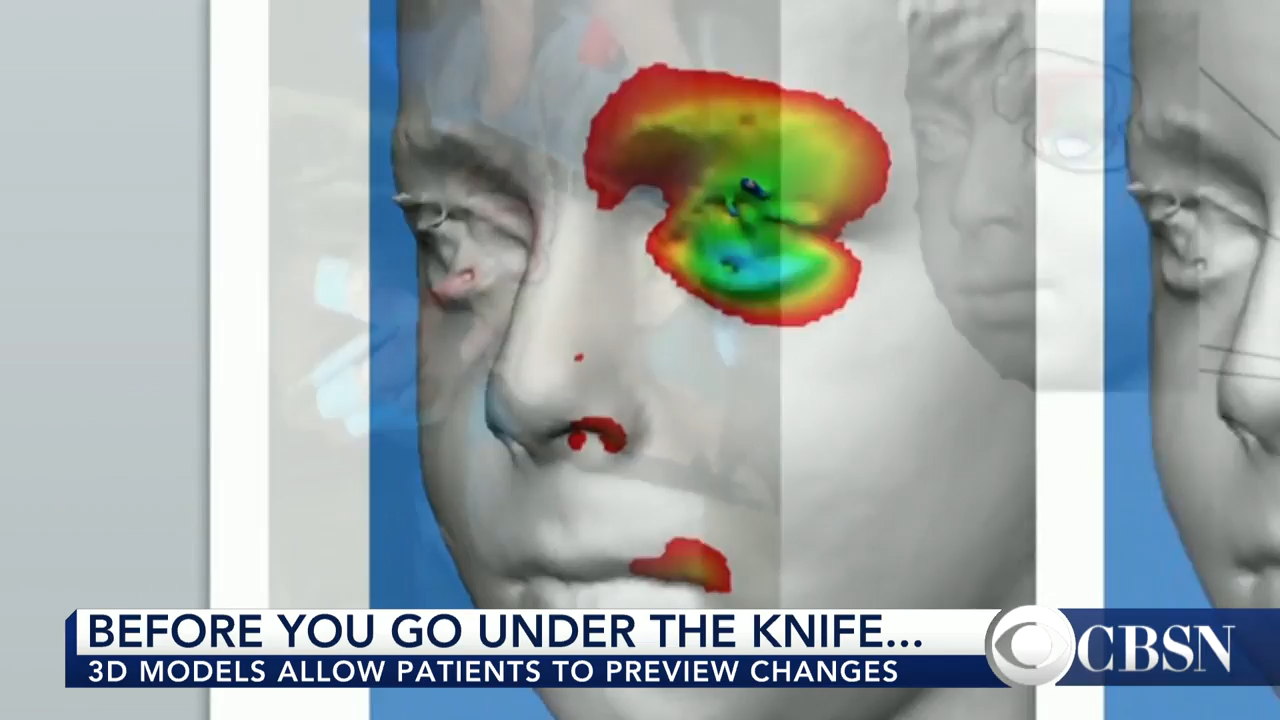 BEFORE YOU GO UNDER THE KNIFE...
3D MODELS ALLOW PATIENTS TO PREVIEW CHANGES
CBSN